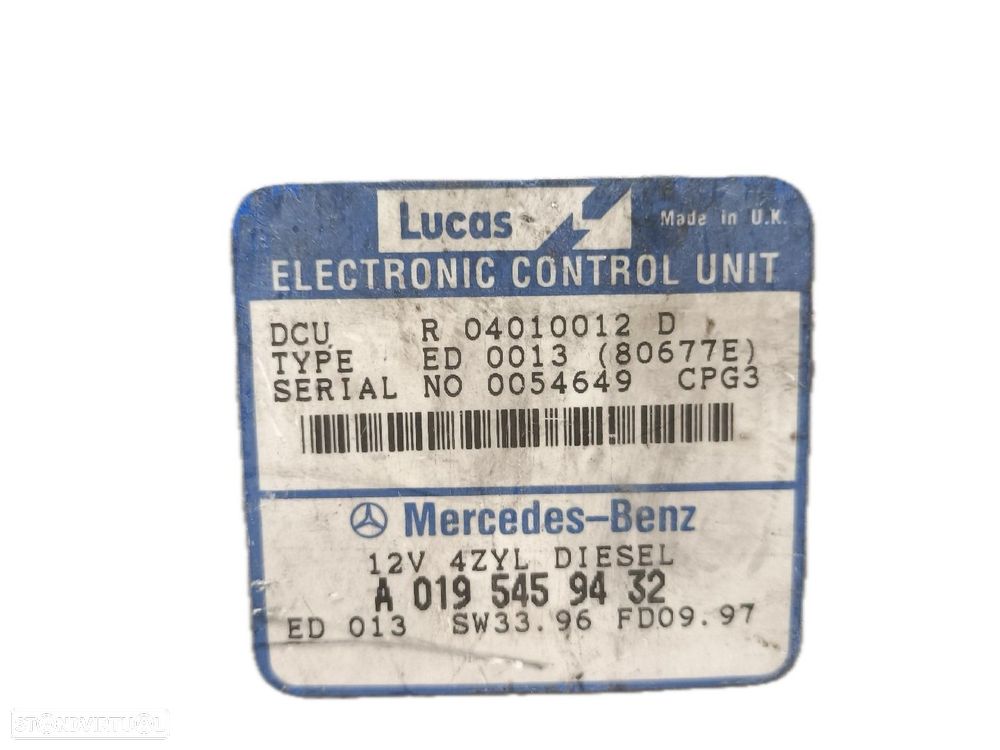 Lucas
Made in U.K.
ELECTRONIC CONTROL UNIT
DCU R 04010012 D
TYPE ED 0013 (80677E)
SERIAL NO 0054649 CPG3
Mercedes-Benz
12V 4ZYL DIESEL
A 019 545 94 32
ED 013 SW33.96 FD09.97
STANDVIRTUAL